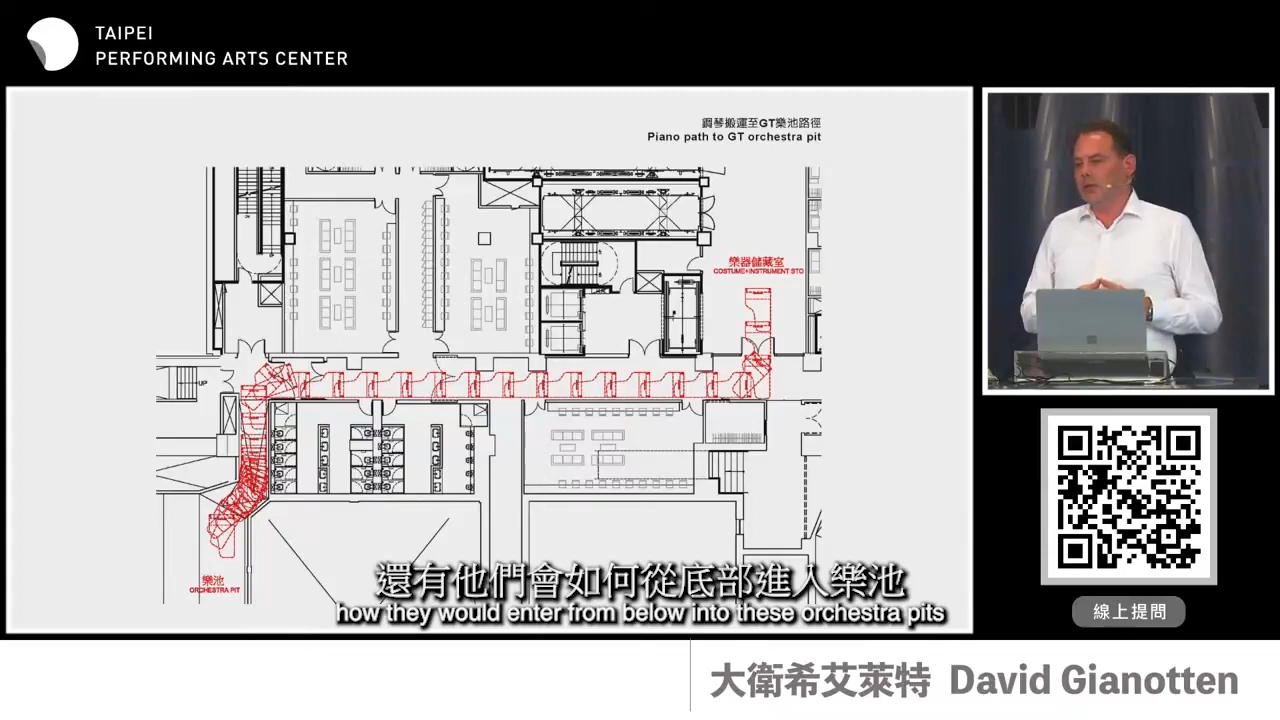 TAIPEI
PERFORMING ARTS CENTER
鋼琴搬運至GT樂池路徑
Piano path to GT orchestra pit
樂器儲藏室
COSTUME+INSTRUMENT STO
UP
樂池
ORCHESTRA PIT
還有他們會如何從底部進入樂池
how they would enter from below into these orchestra pits
線上提問
大衛希艾萊特 David Gianotten